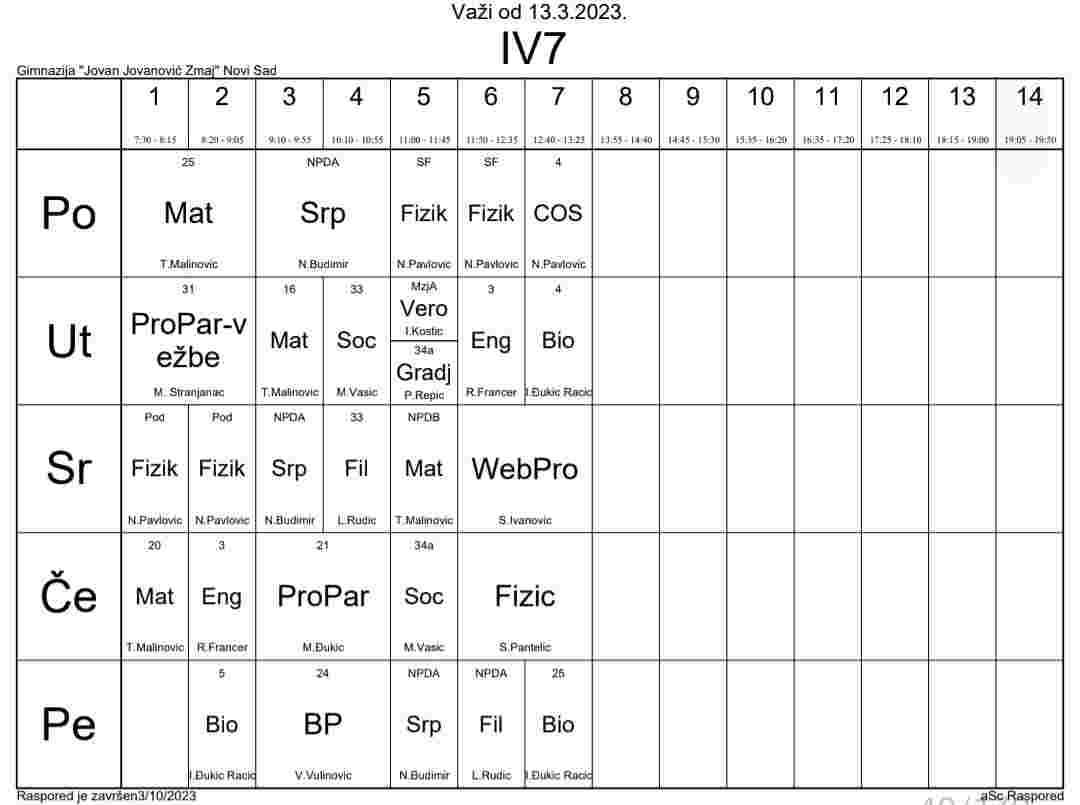 Važi od 13.3.2023.
IV7
Gimnazija "Jovan Jovanović Zmaj" Novi Sad
1 2 3 4 5 6 7 8 9 10 11 12 13 14
7:30 - 8:15 8:20 - 9:05 9:10 - 9:55 10:10 - 10:55 11:00 - 11:45 11:50 - 12:35 12:40 - 13:25 13:55 - 14:40 14:45 - 15:30 15:35 - 16:20 16:35 - 17:20 17:25 - 18:10 18:15 - 19:00 19:05 - 19:50
25 NPDA SF SF 4
Po Mat Srp Fizik Fizik COS
T.Malinovic N.Budimir N.Pavlovic N.Pavlovic N.Pavlovic
31 16 33 MzjA 3 4
Ut ProPar-v Mat Soc Vero Eng Bio
ežbe I.Kostic
34a
Gradj
M. Stranjanac T.Malinovic M.Vasic P.Repic R.Francer I.Đukic Racic
Pod Pod NPDA 33 NPDB
Sr Fizik Fizik Srp Fil Mat WebPro
N.Pavlovic N.Pavlovic N.Budimir L.Rudic T.Malinovic S.Ivanovic
20 3 21 34a
Če Mat Eng ProPar Soc Fizic
T.Malinovic R.Francer M.Đukic M.Vasic S.Pantelic
5 24 NPDA NPDA 25
Pe Bio BP Srp Fil Bio
I.Đukic Racic V.Vulinovic N.Budimir L.Rudic I.Đukic Racic
Raspored je završen3/10/2023 aSc Raspored